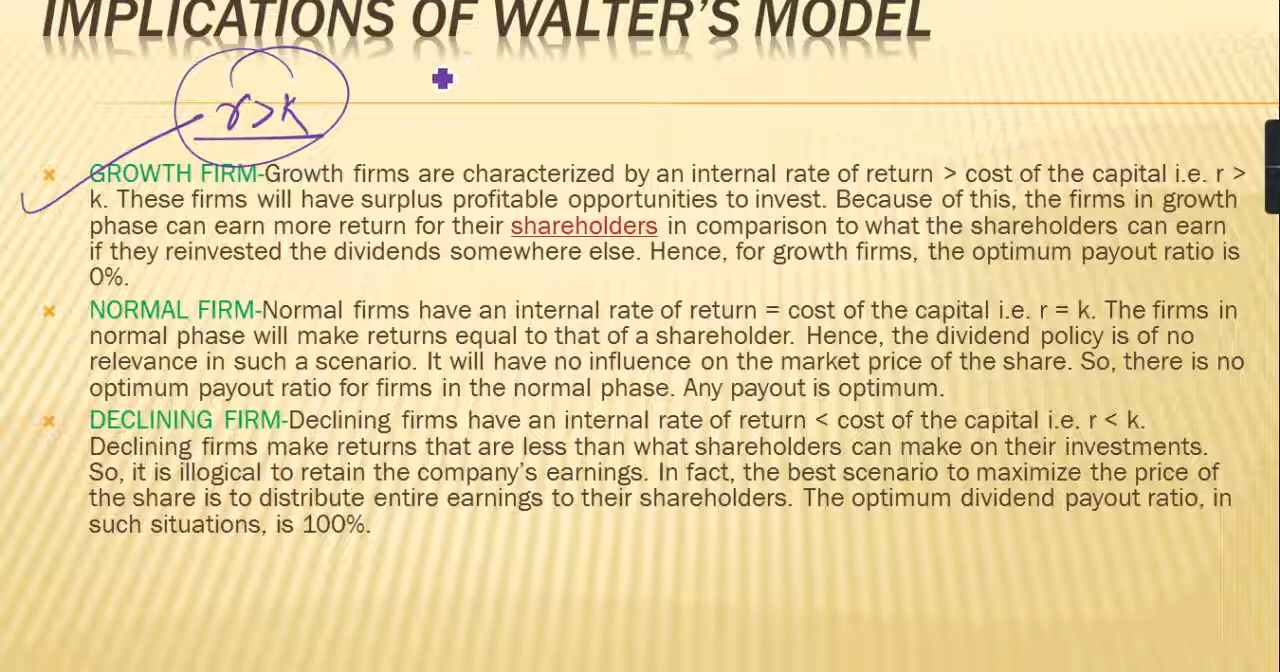 IMPLICATIONS OF WALTER'S MODEL
r>k
GROWTH FIRM-Growth firms are characterized by an internal rate of return > cost of the capital i.e. r >
k. These firms will have surplus profitable opportunities to invest. Because of this, the firms in growth
phase can earn more return for their shareholders in comparison to what the shareholders can earn
if they reinvested the dividends somewhere else. Hence, for growth firms, the optimum payout ratio is
0%.
NORMAL FIRM-Normal firms have an internal rate of return = cost of the capital i.e. r = k. The firms in
normal phase will make returns equal to that of a shareholder. Hence, the dividend policy is of no
relevance in such a scenario. It will have no influence on the market price of the share. So, there is no
optimum payout ratio for firms in the normal phase. Any payout is optimum.
DECLINING FIRM-Declining firms have an internal rate of return < cost of the capital i.e. r < k.
Declining firms make returns that are less than what shareholders can make on their investments.
So, it is illogical to retain the company's earnings. In fact, the best scenario to maximize the price of
the share is to distribute entire earnings to their shareholders. The optimum dividend payout ratio, in
such situations, is 100%.